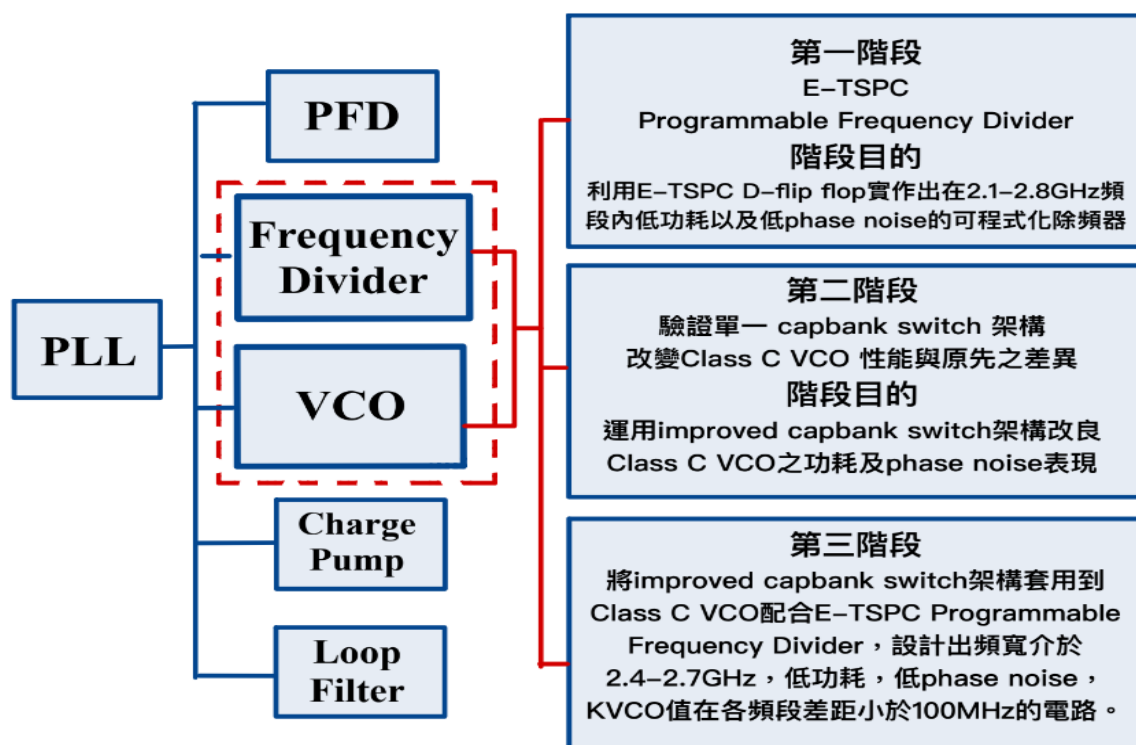 PLL
PFD
Frequency
Divider
VCO
Charge
Pump
Loop
Filter
第一階段
E-TSPC
Programmable Frequency Divider
階段目的
利用E-TSPC D-flip flop實作出在2.1-2.8GHz頻
段內低功耗以及低phase noise的可程式化除頻器
第二階段
驗證單一 capbank switch 架構
改變Class C VCO 性能與原先之差異
階段目的
運用improved capbank switch架構改良
Class C VCO之功耗及phase noise表現
第三階段
將improved capbank switch架構套用到
Class C VCO配合E-TSPC Programmable
Frequency Divider，設計出頻寬介於
2.4-2.7GHz，低功耗，低phase noise，
KVCO值在各頻段差距小於100MHz的電路。